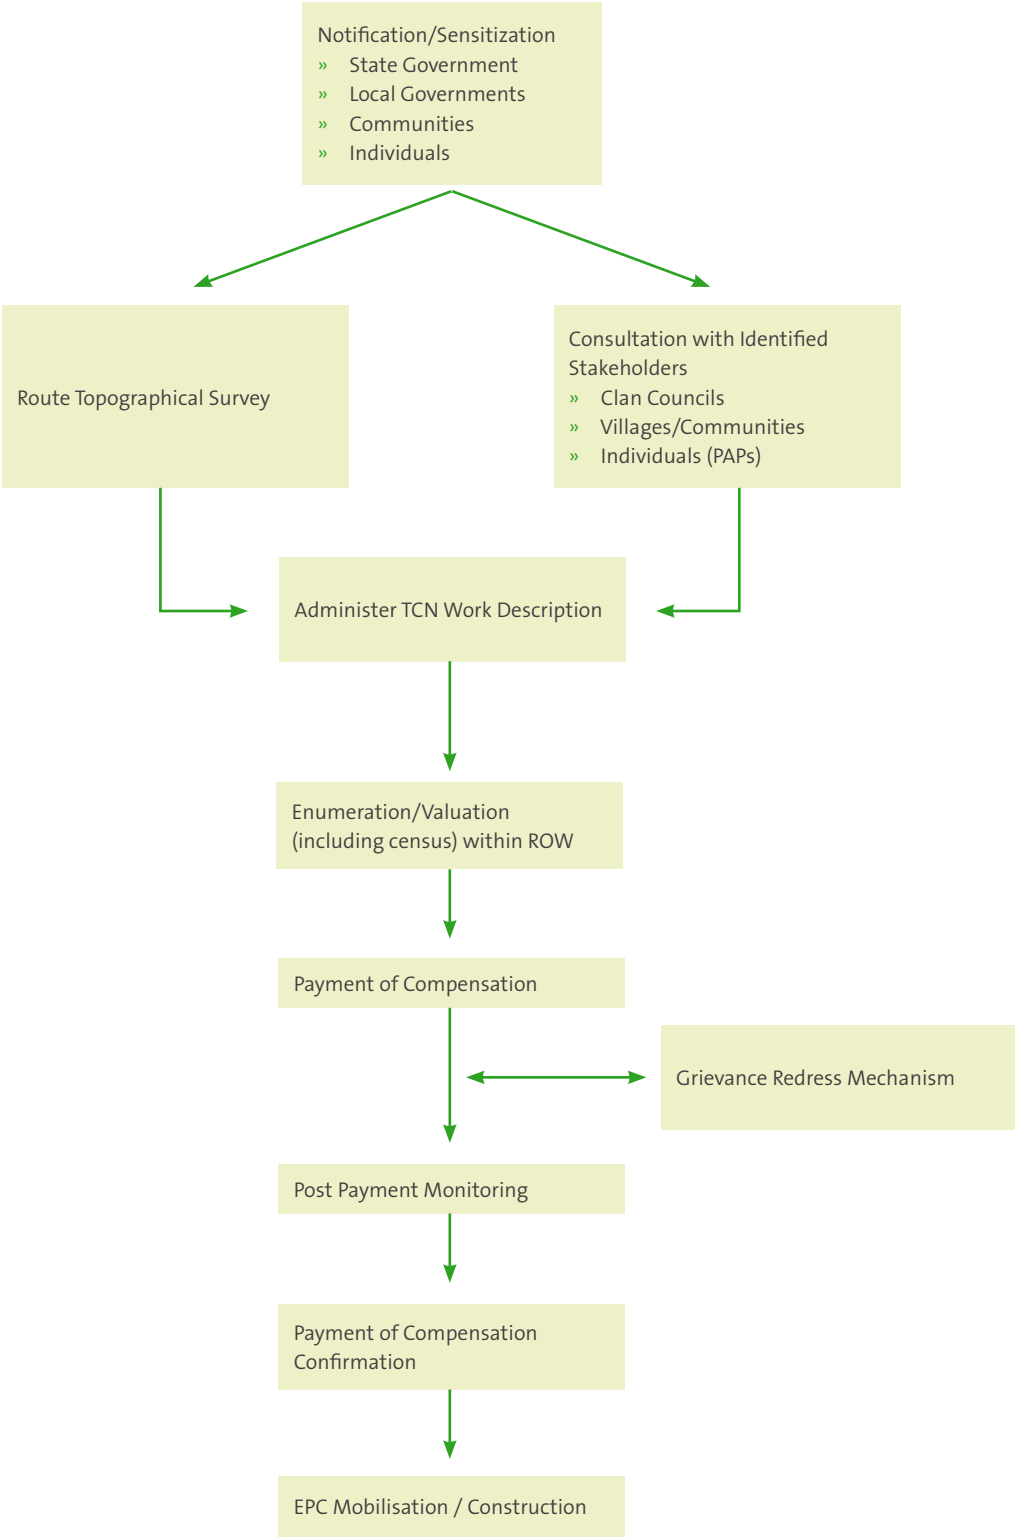 Notification/Sensitization
» State Government
» Local Governments
» Communities
» Individuals
Route Topographical Survey
Consultation with Identified
Stakeholders
» Clan Councils
» Villages/Communities
» Individuals (PAPs)
Administer TCN Work Description
Enumeration/Valuation
(including census) within ROW
Payment of Compensation
Grievance Redress Mechanism
Post Payment Monitoring
Payment of Compensation
Confirmation
EPC Mobilisation / Construction